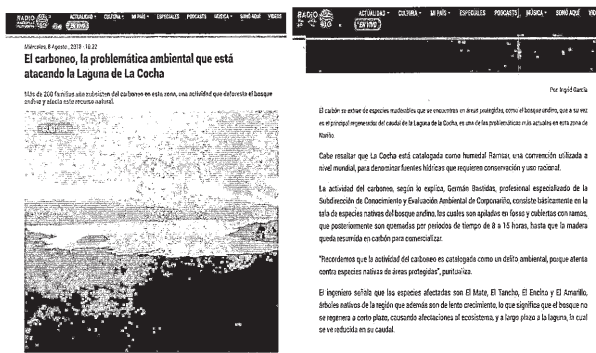 RADIO
ACTUALIDAD
CULTURA
MI PAÍS
ESPECIALES
PODCASTS
MÚSICA
SONÓ AQUÍ
VIDEOS
EN VIVO
Miércoles, 8 Agosto, 2018 - 16:22
El carboneo, la problemática ambiental que está
atacando la Laguna de La Cocha
Más de 200 familias aún subsisten del carboneo en esta zona, una actividad que deforesta el bosque
andino y afecta este recurso natural.
RADIO
ACTUALIDAD
CULTURA
MI PAÍS
ESPECIALES
PODCASTS
MÚSICA
SONÓ AQUÍ
EN VIVO
Por: Ingrid García
El carbón se extrae de especies maderables que se encuentran en áreas protegidas, como el bosque andino, que a su vez
es el principal regenerador del caudal de la Laguna de la Cocha, es una de las problemáticas más actuales en esta zona de
Nariño.
Cabe resaltar que La Cocha está catalogada como humedal Ramsar, una convención utilizada a
nivel mundial, para denominar fuentes hídricas que requieren conservación y uso racional.
La actividad del carboneo, según lo explica, Germán Bastidas, profesional especializado de la
Subdirección de Conocimiento y Evaluación Ambiental de Corponariño, consiste básicamente en la
tala de especies nativas del bosque andino, las cuales son apiladas en fosas y cubiertas con ramas,
que posteriormente son quemadas por periodos de tiempo de 8 a 15 horas, hasta que la madera
queda resumida en carbón para comercializar.
"Recordemos que la actividad del carboneo es catalogada como un delito ambiental, porque atenta
contra especies nativas de áreas protegidas", puntualiza.
El ingeniero señala que las especies afectadas son El Mate, El Tancho, El Encino y El Amarillo,
árboles nativos de la región que además son de lento crecimiento, lo que significa que el bosque no
se regenera a corto plazo, causando afectaciones al ecosistema, y a largo plazo a la laguna, la cual
se ve reducida en su caudal.